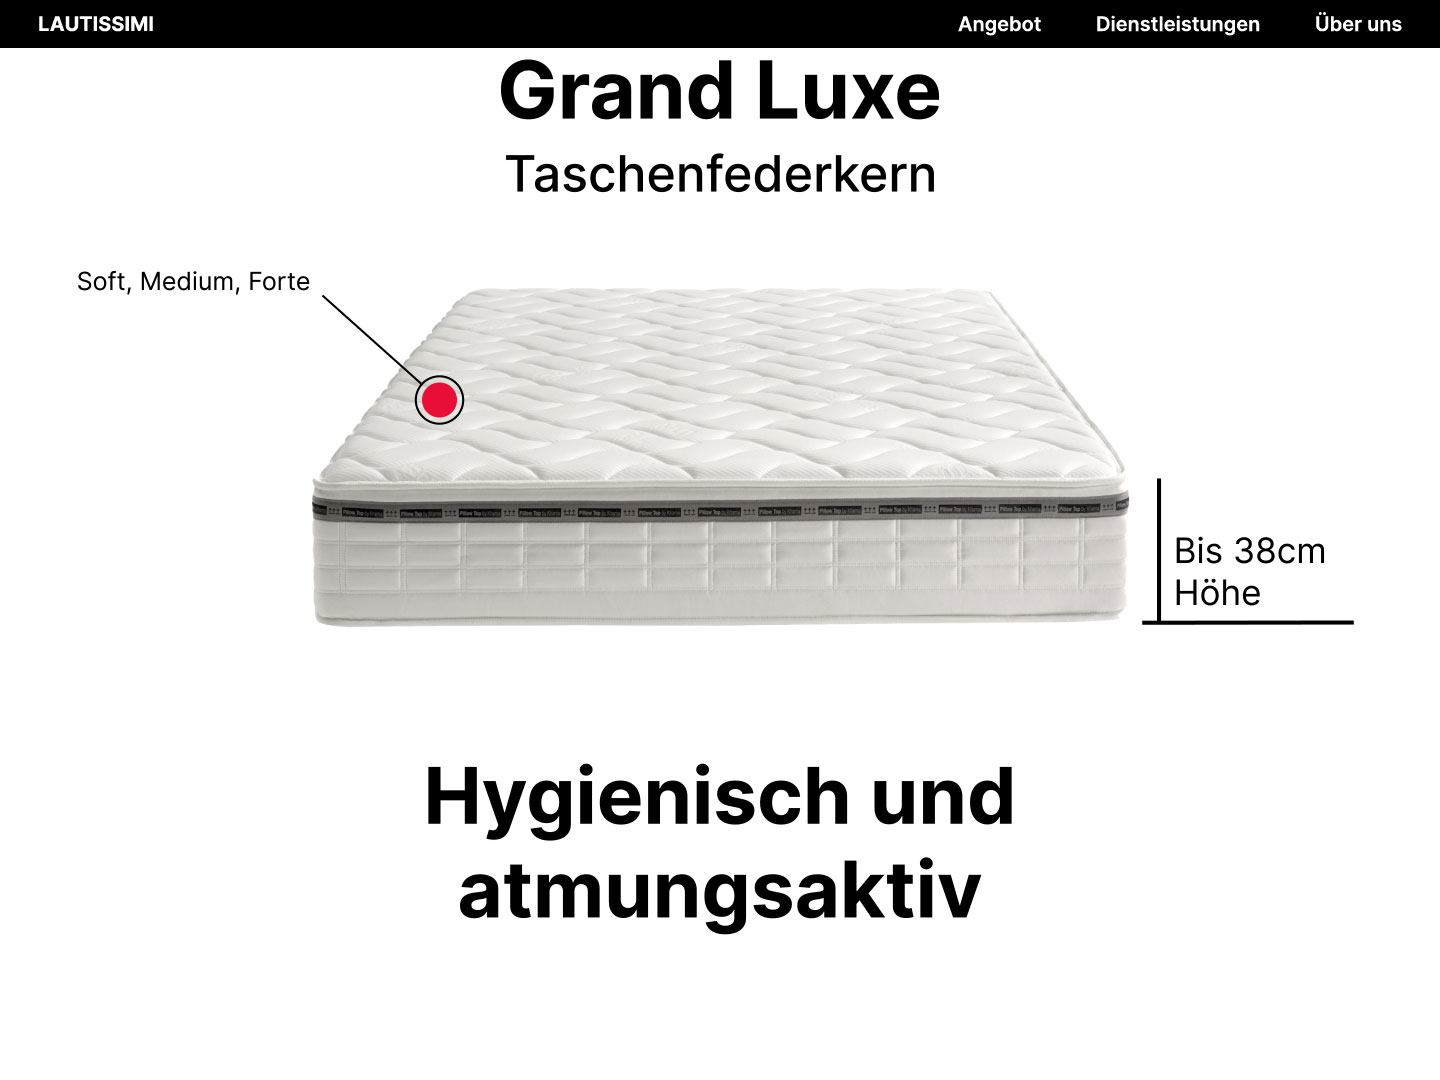 LAUTISSIMI
Angebot
Dienstleistungen
Über uns
Grand Luxe
Taschenfederkern
Soft, Medium, Forte
Bis 38cm
Höhe
Hygienisch und
atmungsaktiv